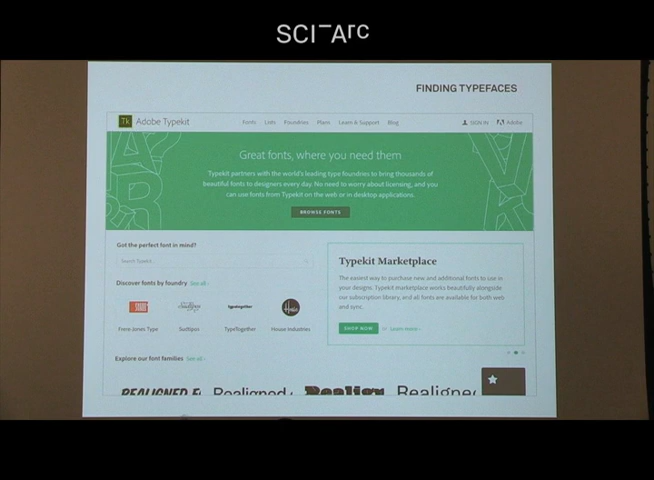 SCI-Arc
FINDING TYPEFACES
Tk Adobe Typekit
Fonts Lists Foundries Plans Learn & Support Blog
SIGN IN Adobe
Great fonts, where you need them
Typekit partners with the world's leading type foundries to bring thousands of
beautiful fonts to designers every day. No need to worry about licensing, and you
can use fonts from Typekit on the web or in desktop applications.
BROWSE FONTS
Got the perfect font in mind?
Search Typekit
Discover fonts by foundry See all ›
Frere-Jones Type
Sudtipos
TypeTogether
House Industries
Typekit Marketplace
The easiest way to purchase new and additional fonts to use in
your designs. Typekit marketplace works beautifully alongside
our subscription library, and all fonts are available for both web
and sync.
SHOP NOW or Learn more ›
Explore our font families See all ›
REALIGNED Realigned Realign Realigned